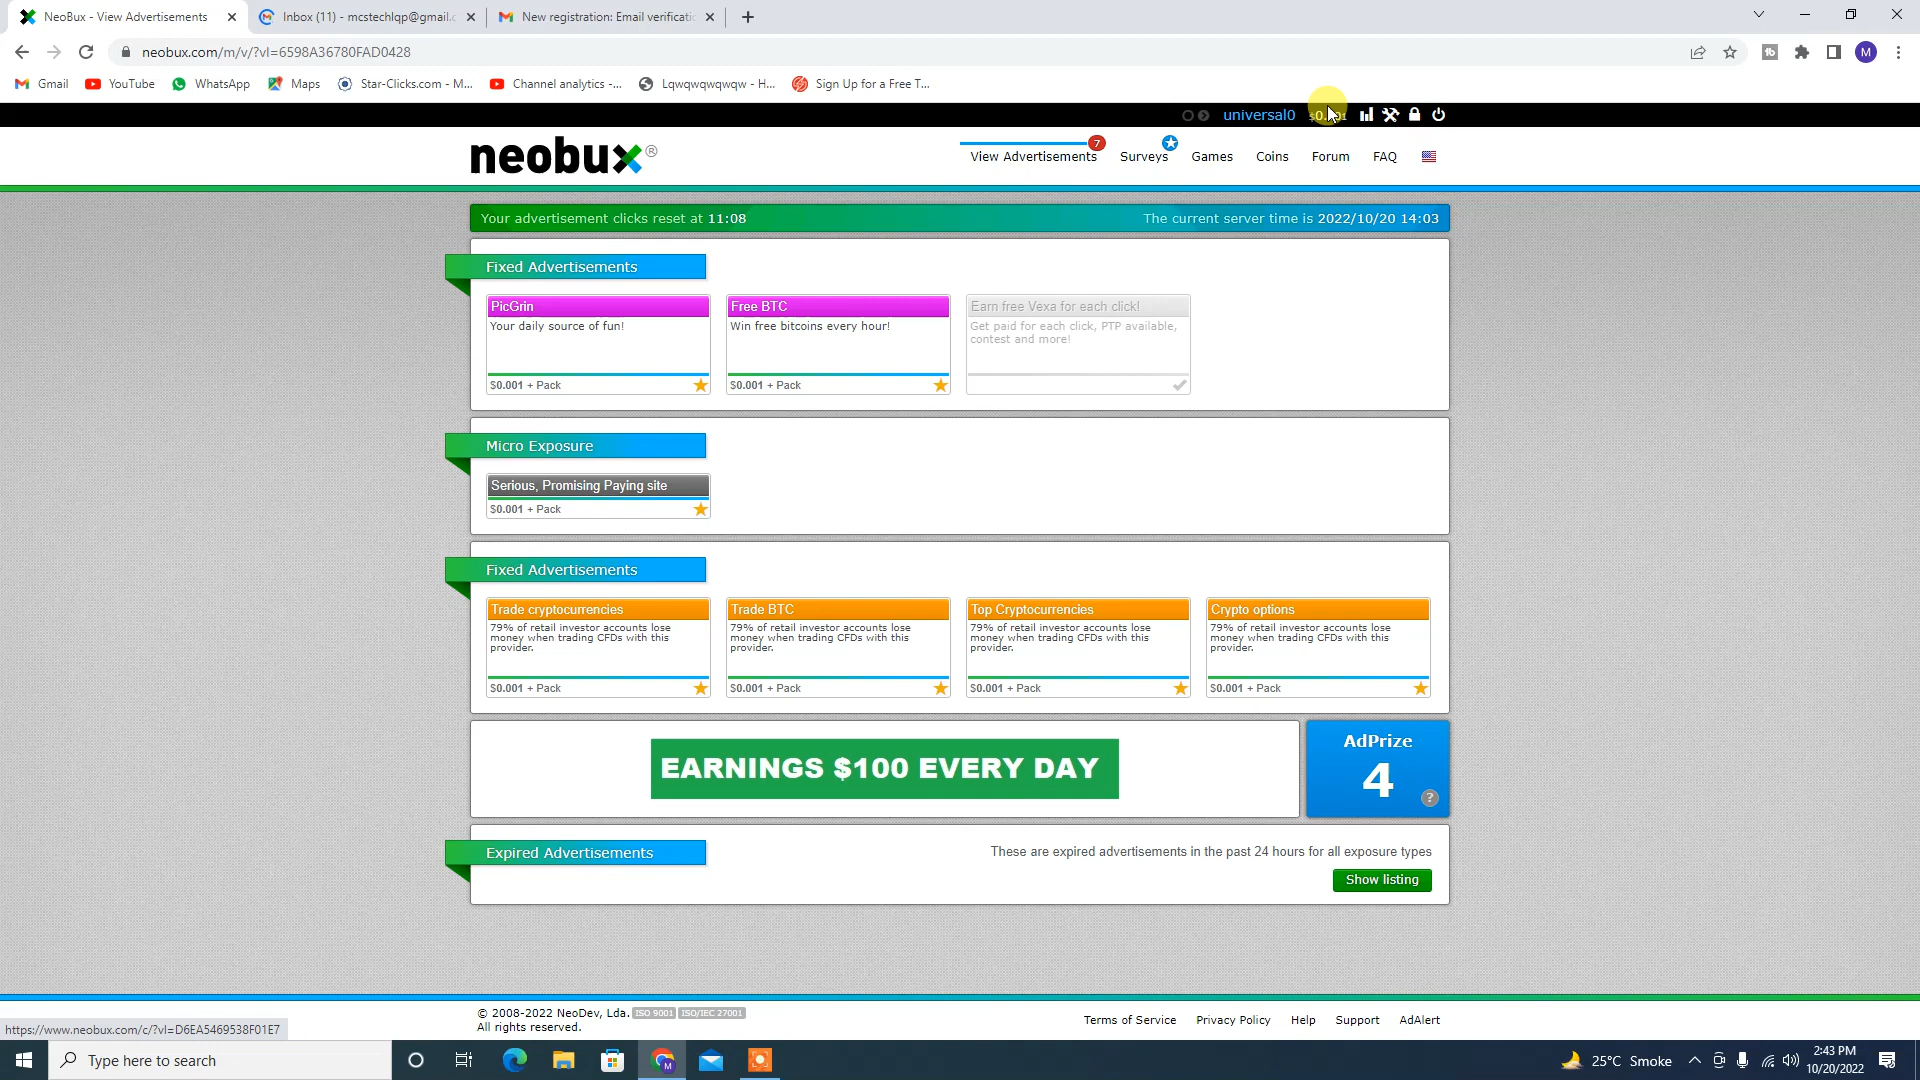 NeoBux - View Advertisements
Inbox (11) - mcstechlqp@gmail.c
New registration: Email verificatio
neobux.com/m/v/?vl=6598A36780FAD0428
Gmail
YouTube
WhatsApp
Maps
Star-Clicks.com - M...
Channel analytics -...
Lqwqwqwqwqw - H...
Sign Up for a Free T...
M
universal0
neobux®
View Advertisements
7
Surveys
Games
Coins
Forum
FAQ
Your advertisement clicks reset at 11:08
The current server time is 2022/10/20 14:03
Fixed Advertisements
PicGrin
Your daily source of fun!
$0.001 + Pack
Free BTC
Win free bitcoins every hour!
$0.001 + Pack
Earn free Vexa for each click!
Get paid for each click, PTP available,
contest and more!
Micro Exposure
Serious, Promising Paying site
$0.001 + Pack
Fixed Advertisements
Trade cryptocurrencies
79% of retail investor accounts lose
money when trading CFDs with this
provider.
$0.001 + Pack
Trade BTC
79% of retail investor accounts lose
money when trading CFDs with this
provider.
$0.001 + Pack
Top Cryptocurrencies
79% of retail investor accounts lose
money when trading CFDs with this
provider.
$0.001 + Pack
Crypto options
79% of retail investor accounts lose
money when trading CFDs with this
provider.
$0.001 + Pack
EARNINGS $100 EVERY DAY
AdPrize
4
?
Expired Advertisements
These are expired advertisements in the past 24 hours for all exposure types
Show listing
© 2008-2022 NeoDev, Lda. ISO 9001 ISO/IEC 27001
All rights reserved.
Terms of Service
Privacy Policy
Help
Support
AdAlert
https://www.neobux.com/c/?vl=D6EA5469538F01E7
Type here to search
M
25°C Smoke
2:43 PM
10/20/2022